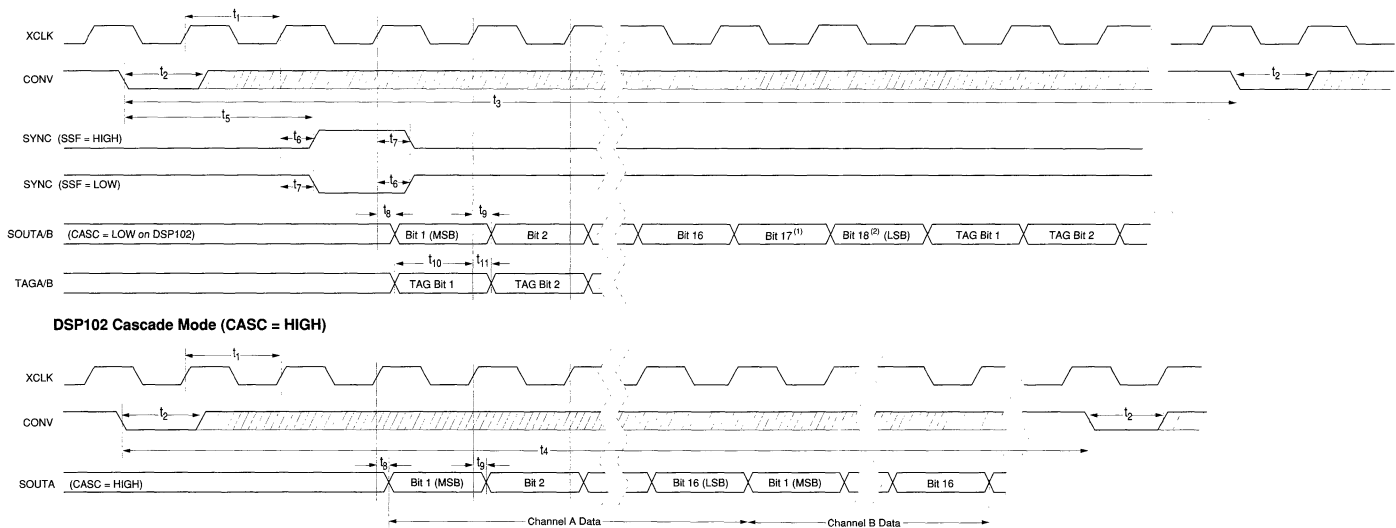 t1
XCLK
t2
t2
CONV
t3
t5
t6
t7
SYNC (SSF = HIGH)
t7
t6
SYNC (SSF = LOW)
t8
t9
SOUTA/B (CASC = LOW on DSP102) Bit 1 (MSB) Bit 2 Bit 16 Bit 17(1) Bit 18(2) (LSB) TAG Bit 1 TAG Bit 2
t10
t11
TAGA/B TAG Bit 1 TAG Bit 2
DSP102 Cascade Mode (CASC = HIGH)
t1
XCLK
t2
t2
CONV
t4
t8
t9
SOUTA (CASC = HIGH) Bit 1 (MSB) Bit 2 Bit 16 (LSB) Bit 1 (MSB) Bit 16
Channel A Data Channel B Data